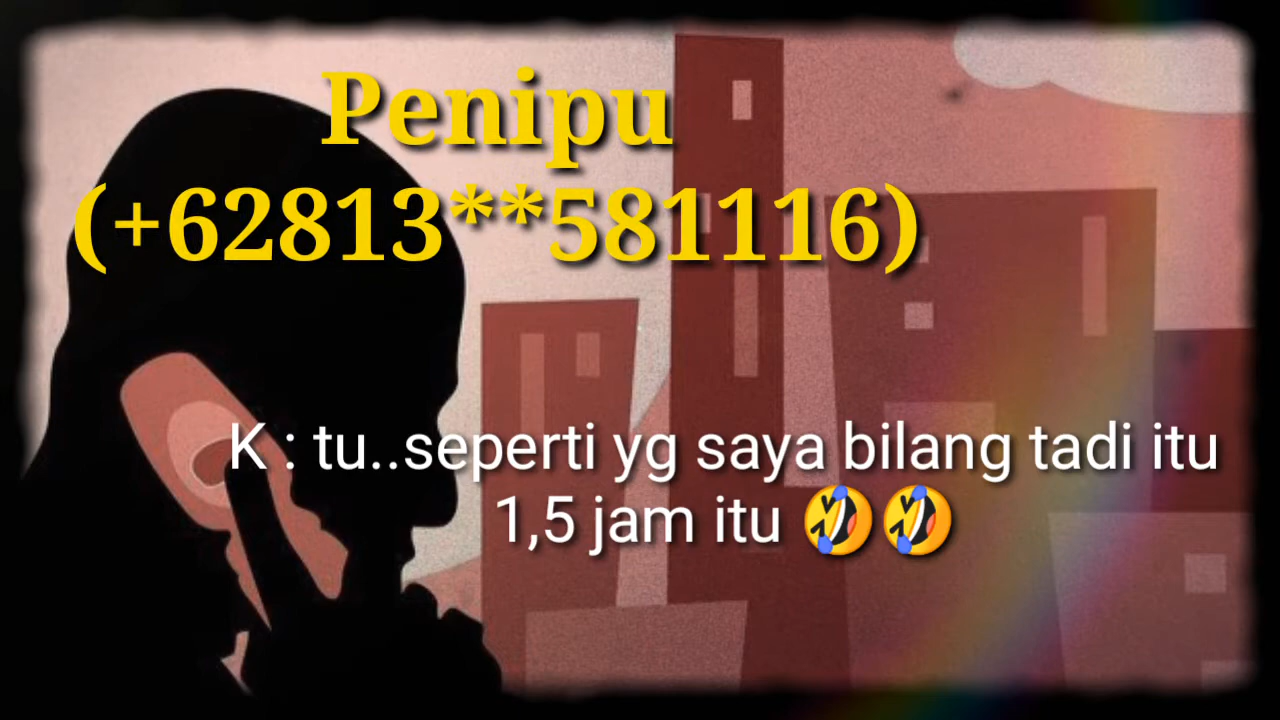 Penipu
(+62813**581116)
K : tu..seperti yg saya bilang tadi itu
1,5 jam itu 🤣🤣